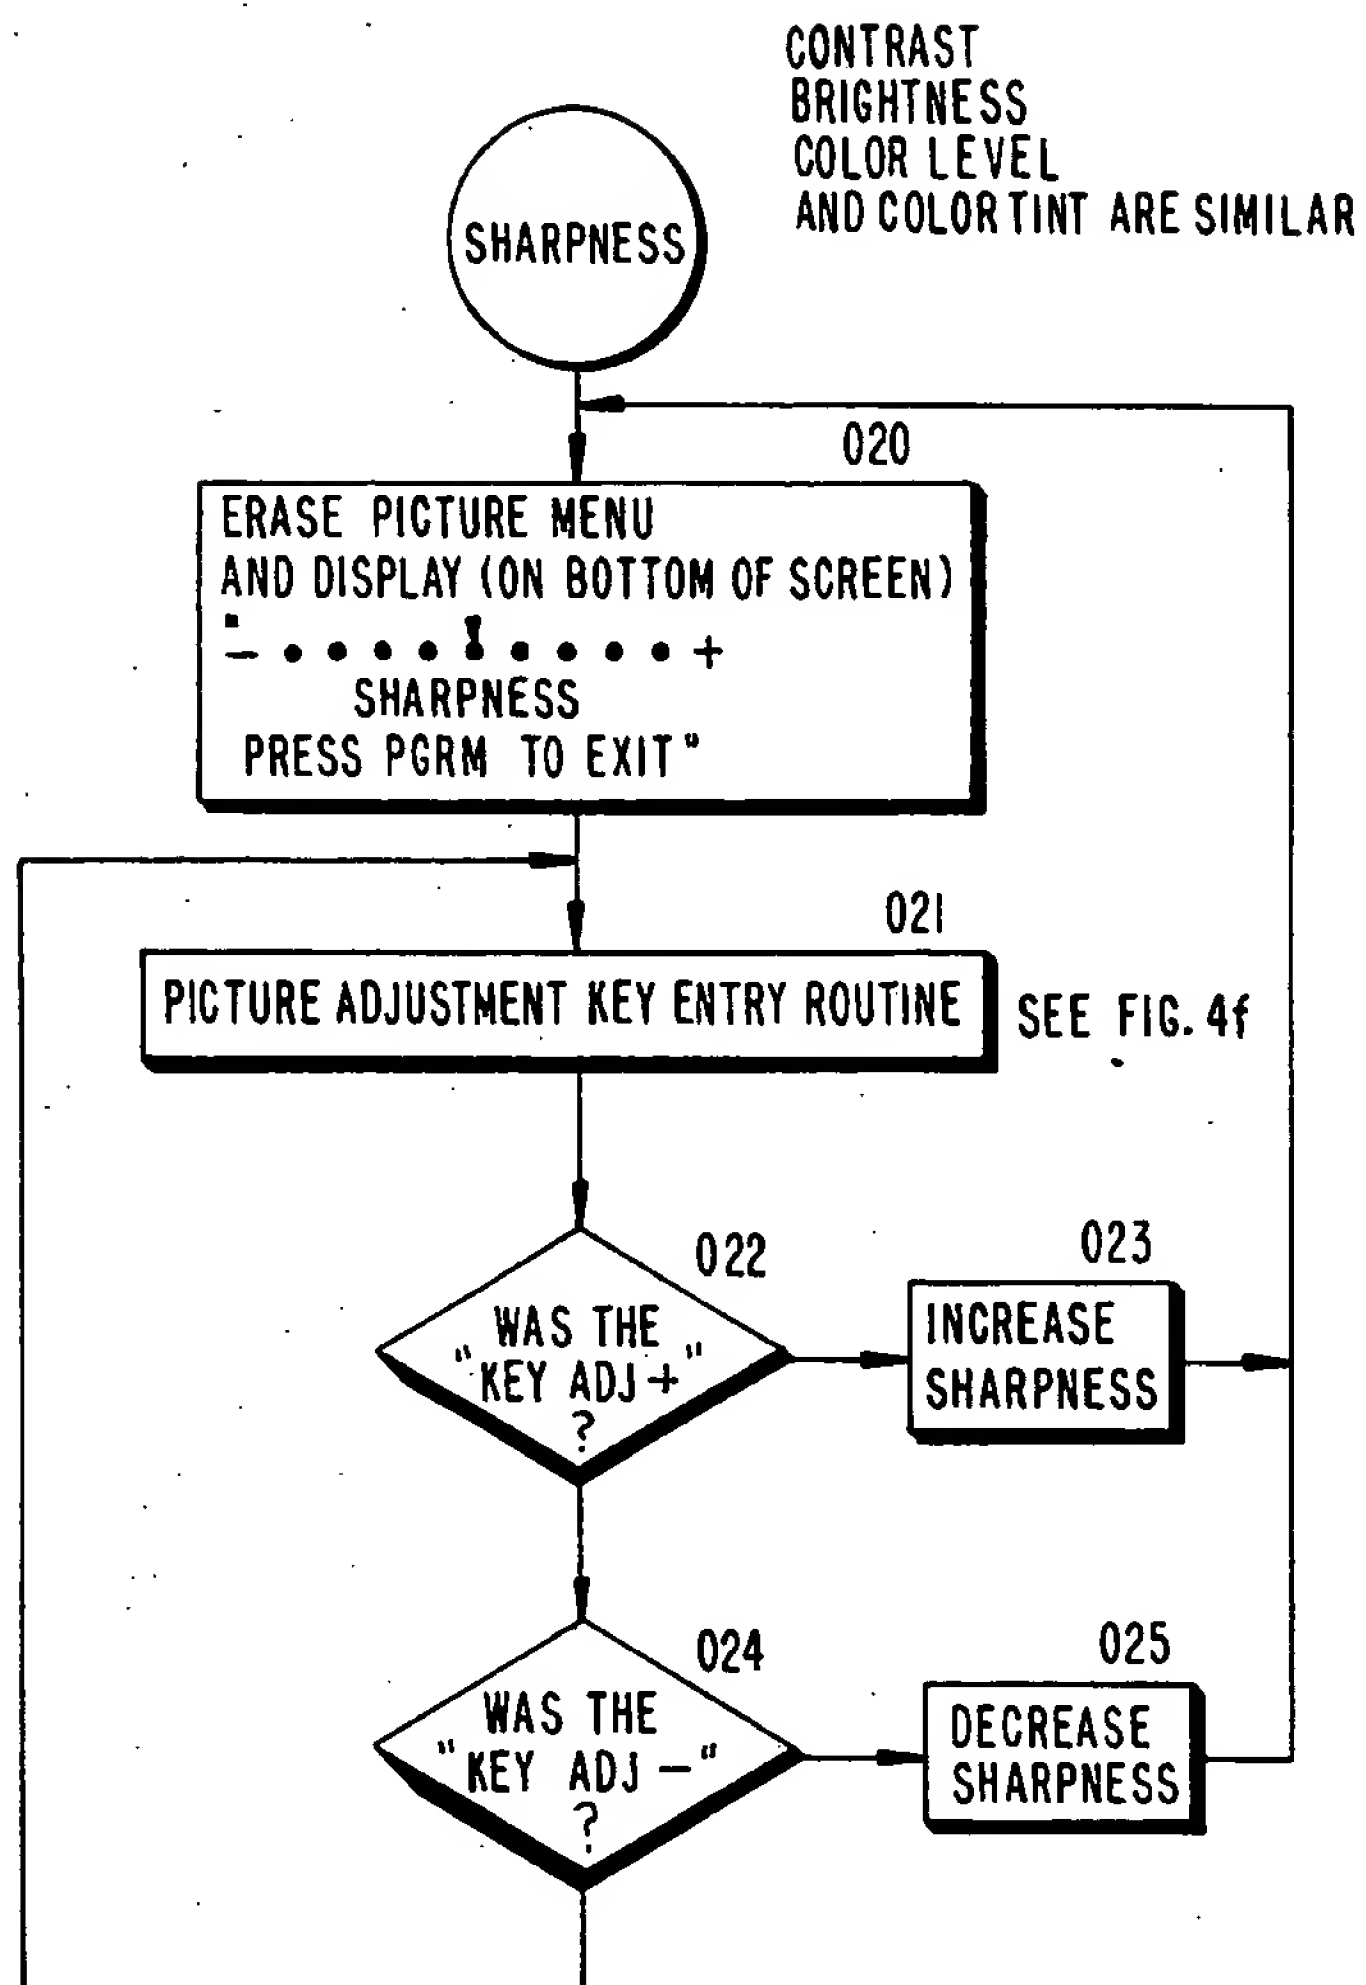 CONTRAST
BRIGHTNESS
COLOR LEVEL
AND COLOR TINT ARE SIMILAR
SHARPNESS
020
ERASE PICTURE MENU
AND DISPLAY (ON BOTTOM OF SCREEN)
"
- • • • • • • • • • +
SHARPNESS
PRESS PGRM TO EXIT"
021
PICTURE ADJUSTMENT KEY ENTRY ROUTINE
SEE FIG. 4f
022
WAS THE
"KEY ADJ+"
?
023
INCREASE
SHARPNESS
024
WAS THE
"KEY ADJ -"
?
025
DECREASE
SHARPNESS